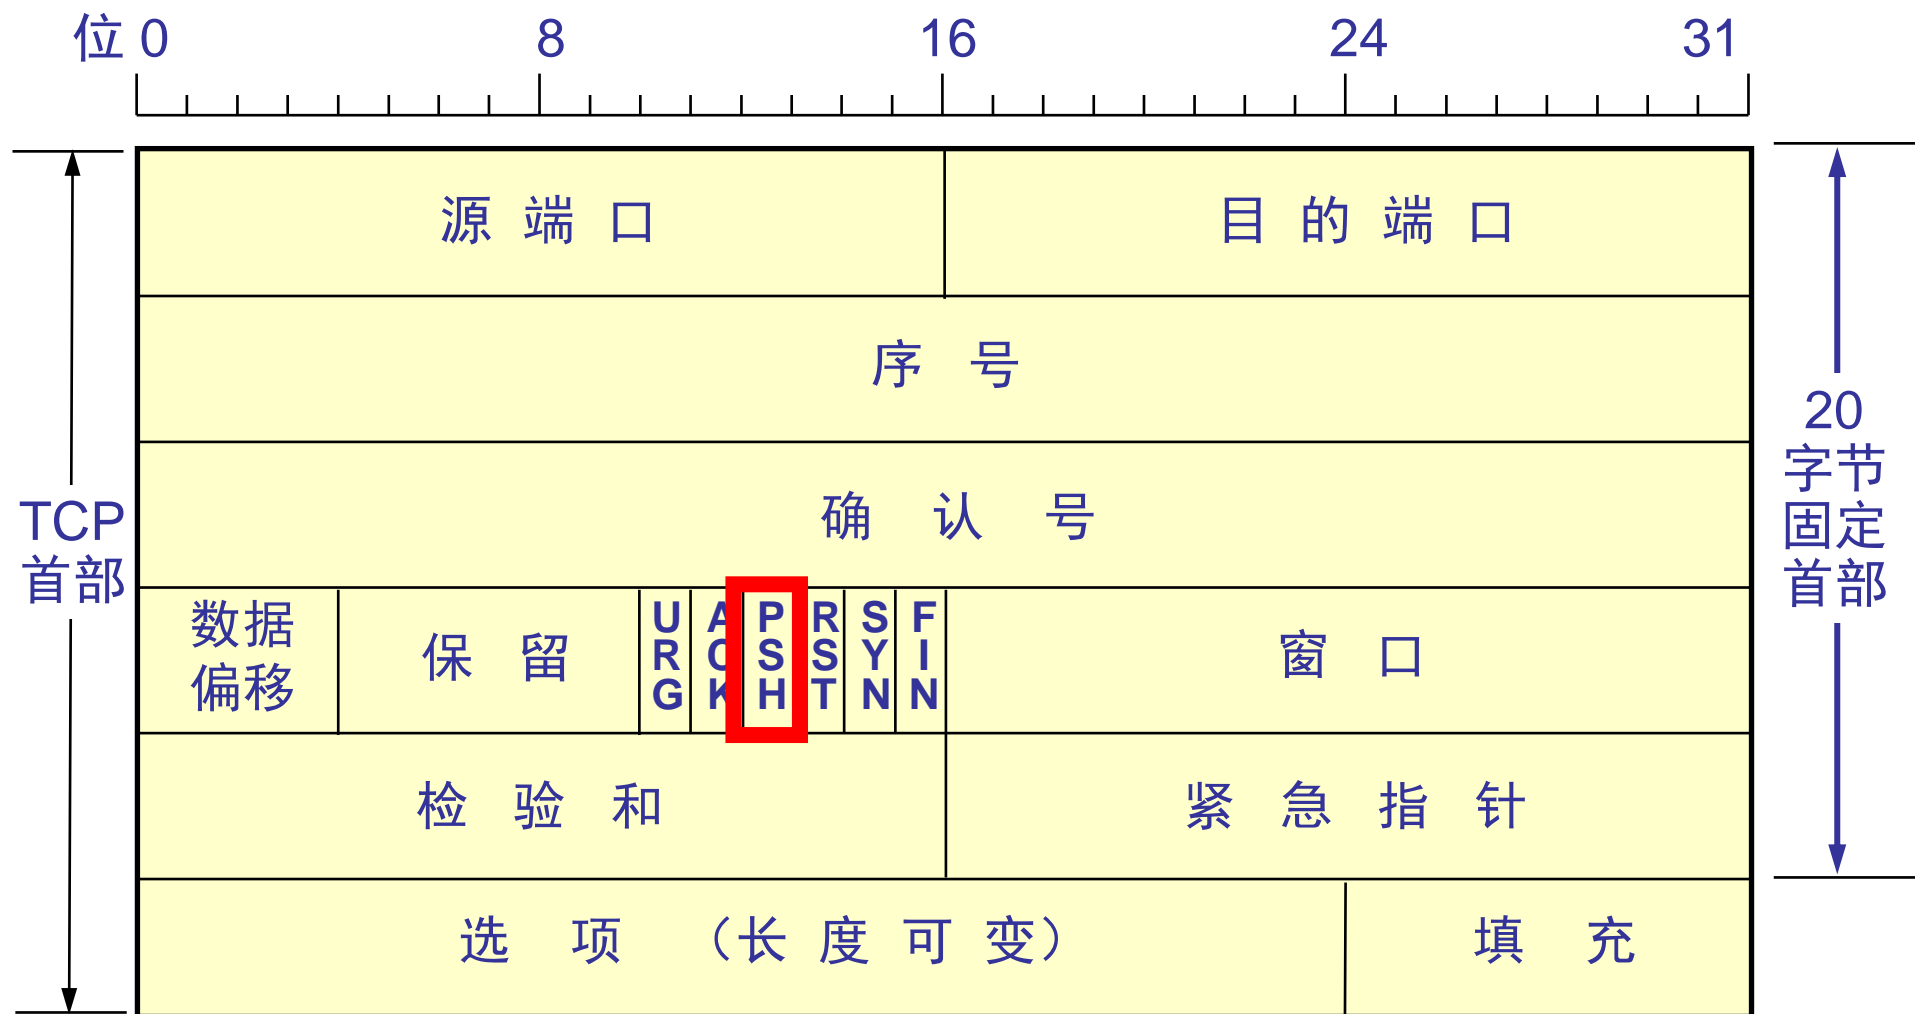 位 0 8 16 24 31
源 端 口
目 的 端 口
序 号
确 认 号
TCP
首部
20
字节
固定
首部
数据
偏移
保 留
URG
ACK
PSH
RST
SYN
FIN
窗 口
检 验 和
紧 急 指 针
选 项 （长 度 可 变）
填 充